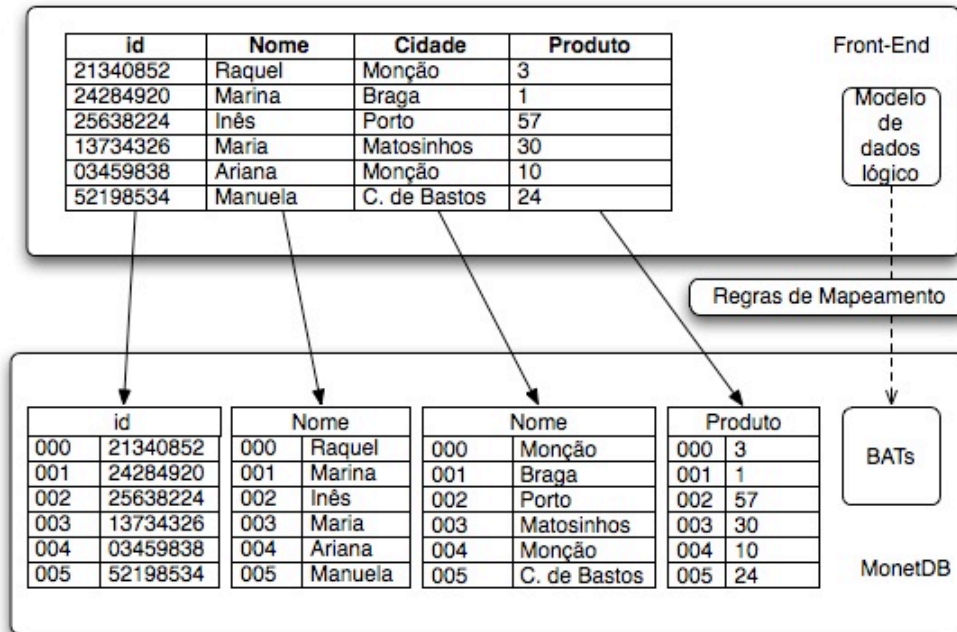 id Nome Cidade Produto
21340852 Raquel Monção 3
24284920 Marina Braga 1
25638224 Inês Porto 57
13734326 Maria Matosinhos 30
03459838 Ariana Monção 10
52198534 Manuela C. de Bastos 24
Front-End
Modelo
de
dados
lógico
Regras de Mapeamento
id Nome Nome Produto
000 21340852 000 Raquel 000 Monção 000 3
001 24284920 001 Marina 001 Braga 001 1
002 25638224 002 Inês 002 Porto 002 57
003 13734326 003 Maria 003 Matosinhos 003 30
004 03459838 004 Ariana 004 Monção 004 10
005 52198534 005 Manuela 005 C. de Bastos 005 24
BATs
MonetDB